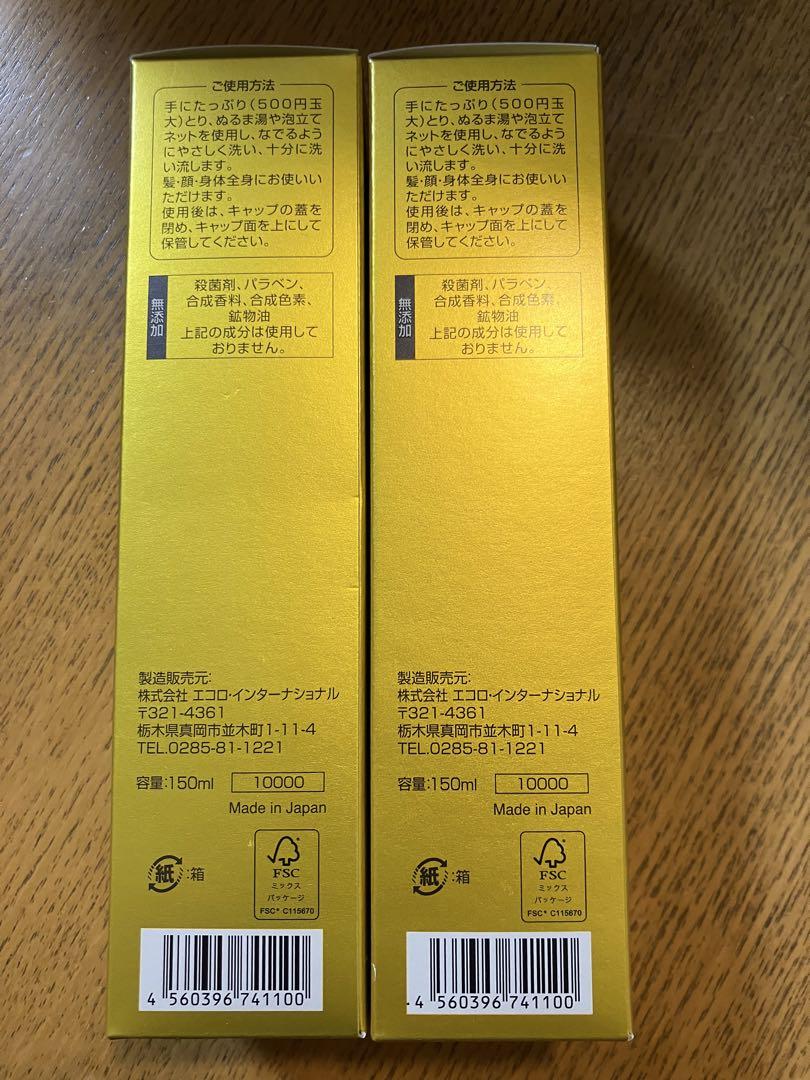 ご使用方法
手にたっぷり(500円玉
大)とり、ぬるま湯や泡立て
ネットを使用し、なでるよう
にやさしく洗い、十分に洗
い流します。
髪・顔・身体全身にお使いい
ただけます。
使用後は、キャップの蓋を
閉め、キャップ面を上にして
保管してください。
無添加
殺菌剤、パラベン、
合成香料、合成色素、
鉱物油
上記の成分は使用して
おりません。
製造販売元:
株式会社 エコロ・インターナショナル
〒321-4361
栃木県真岡市並木町1-11-4
TEL.0285-81-1221
容量:150ml 10000
Made in Japan
紙:箱
FSC
ミックス
パッケージ
FSC® C115670
4 560396 741100
ご使用方法
手にたっぷり(500円玉
大)とり、ぬるま湯や泡立て
ネットを使用し、なでるよう
にやさしく洗い、十分に洗
い流します。
髪・顔・身体全身にお使いい
ただけます。
使用後は、キャップの蓋を
閉め、キャップ面を上にして
保管してください。
無添加
殺菌剤、パラベン、
合成香料、合成色素、
鉱物油
上記の成分は使用して
おりません。
製造販売元:
株式会社 エコロ・インターナショナル
〒321-4361
栃木県真岡市並木町1-11-4
TEL.0285-81-1221
容量:150ml 10000
Made in Japan
紙:箱
FSC
ミックス
パッケージ
FSC® C115670
4 560396 741100